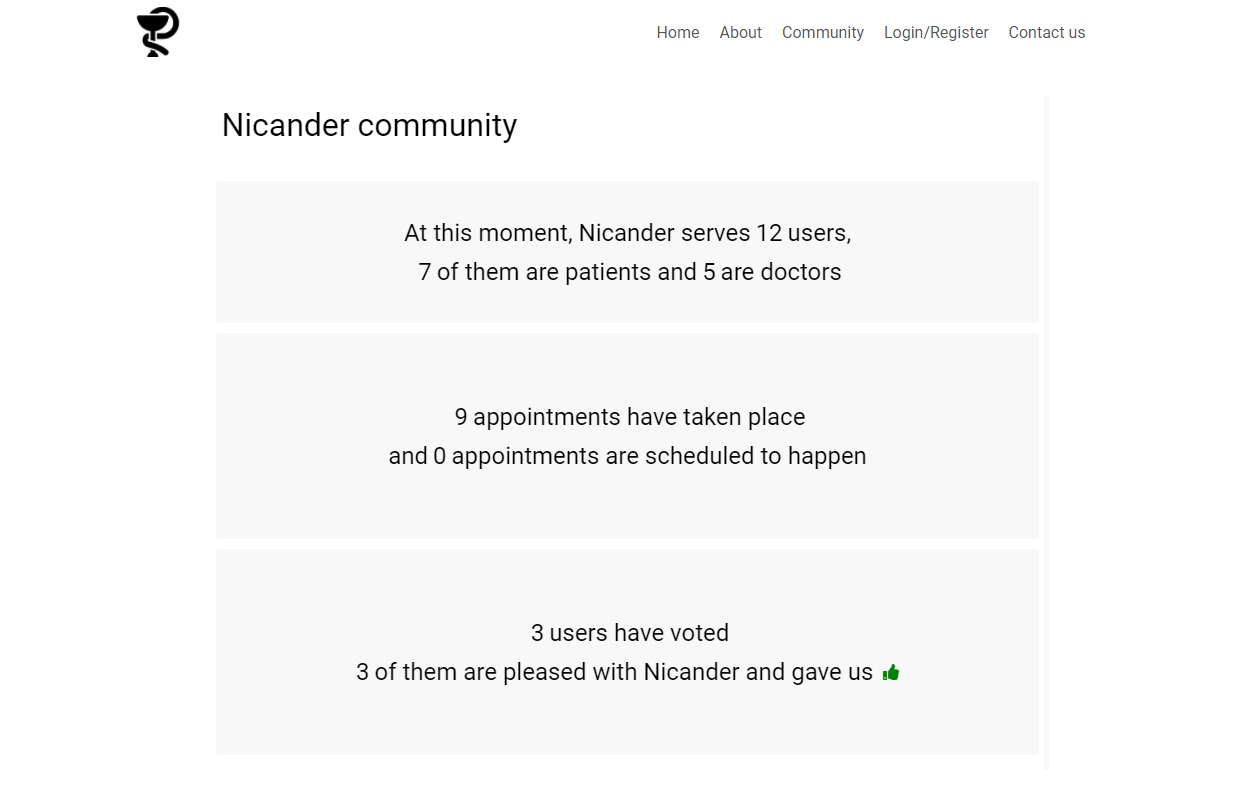 Home About Community Login/Register Contact us
Nicander community
At this moment, Nicander serves 12 users,
7 of them are patients and 5 are doctors
9 appointments have taken place
and 0 appointments are scheduled to happen
3 users have voted
3 of them are pleased with Nicander and gave us